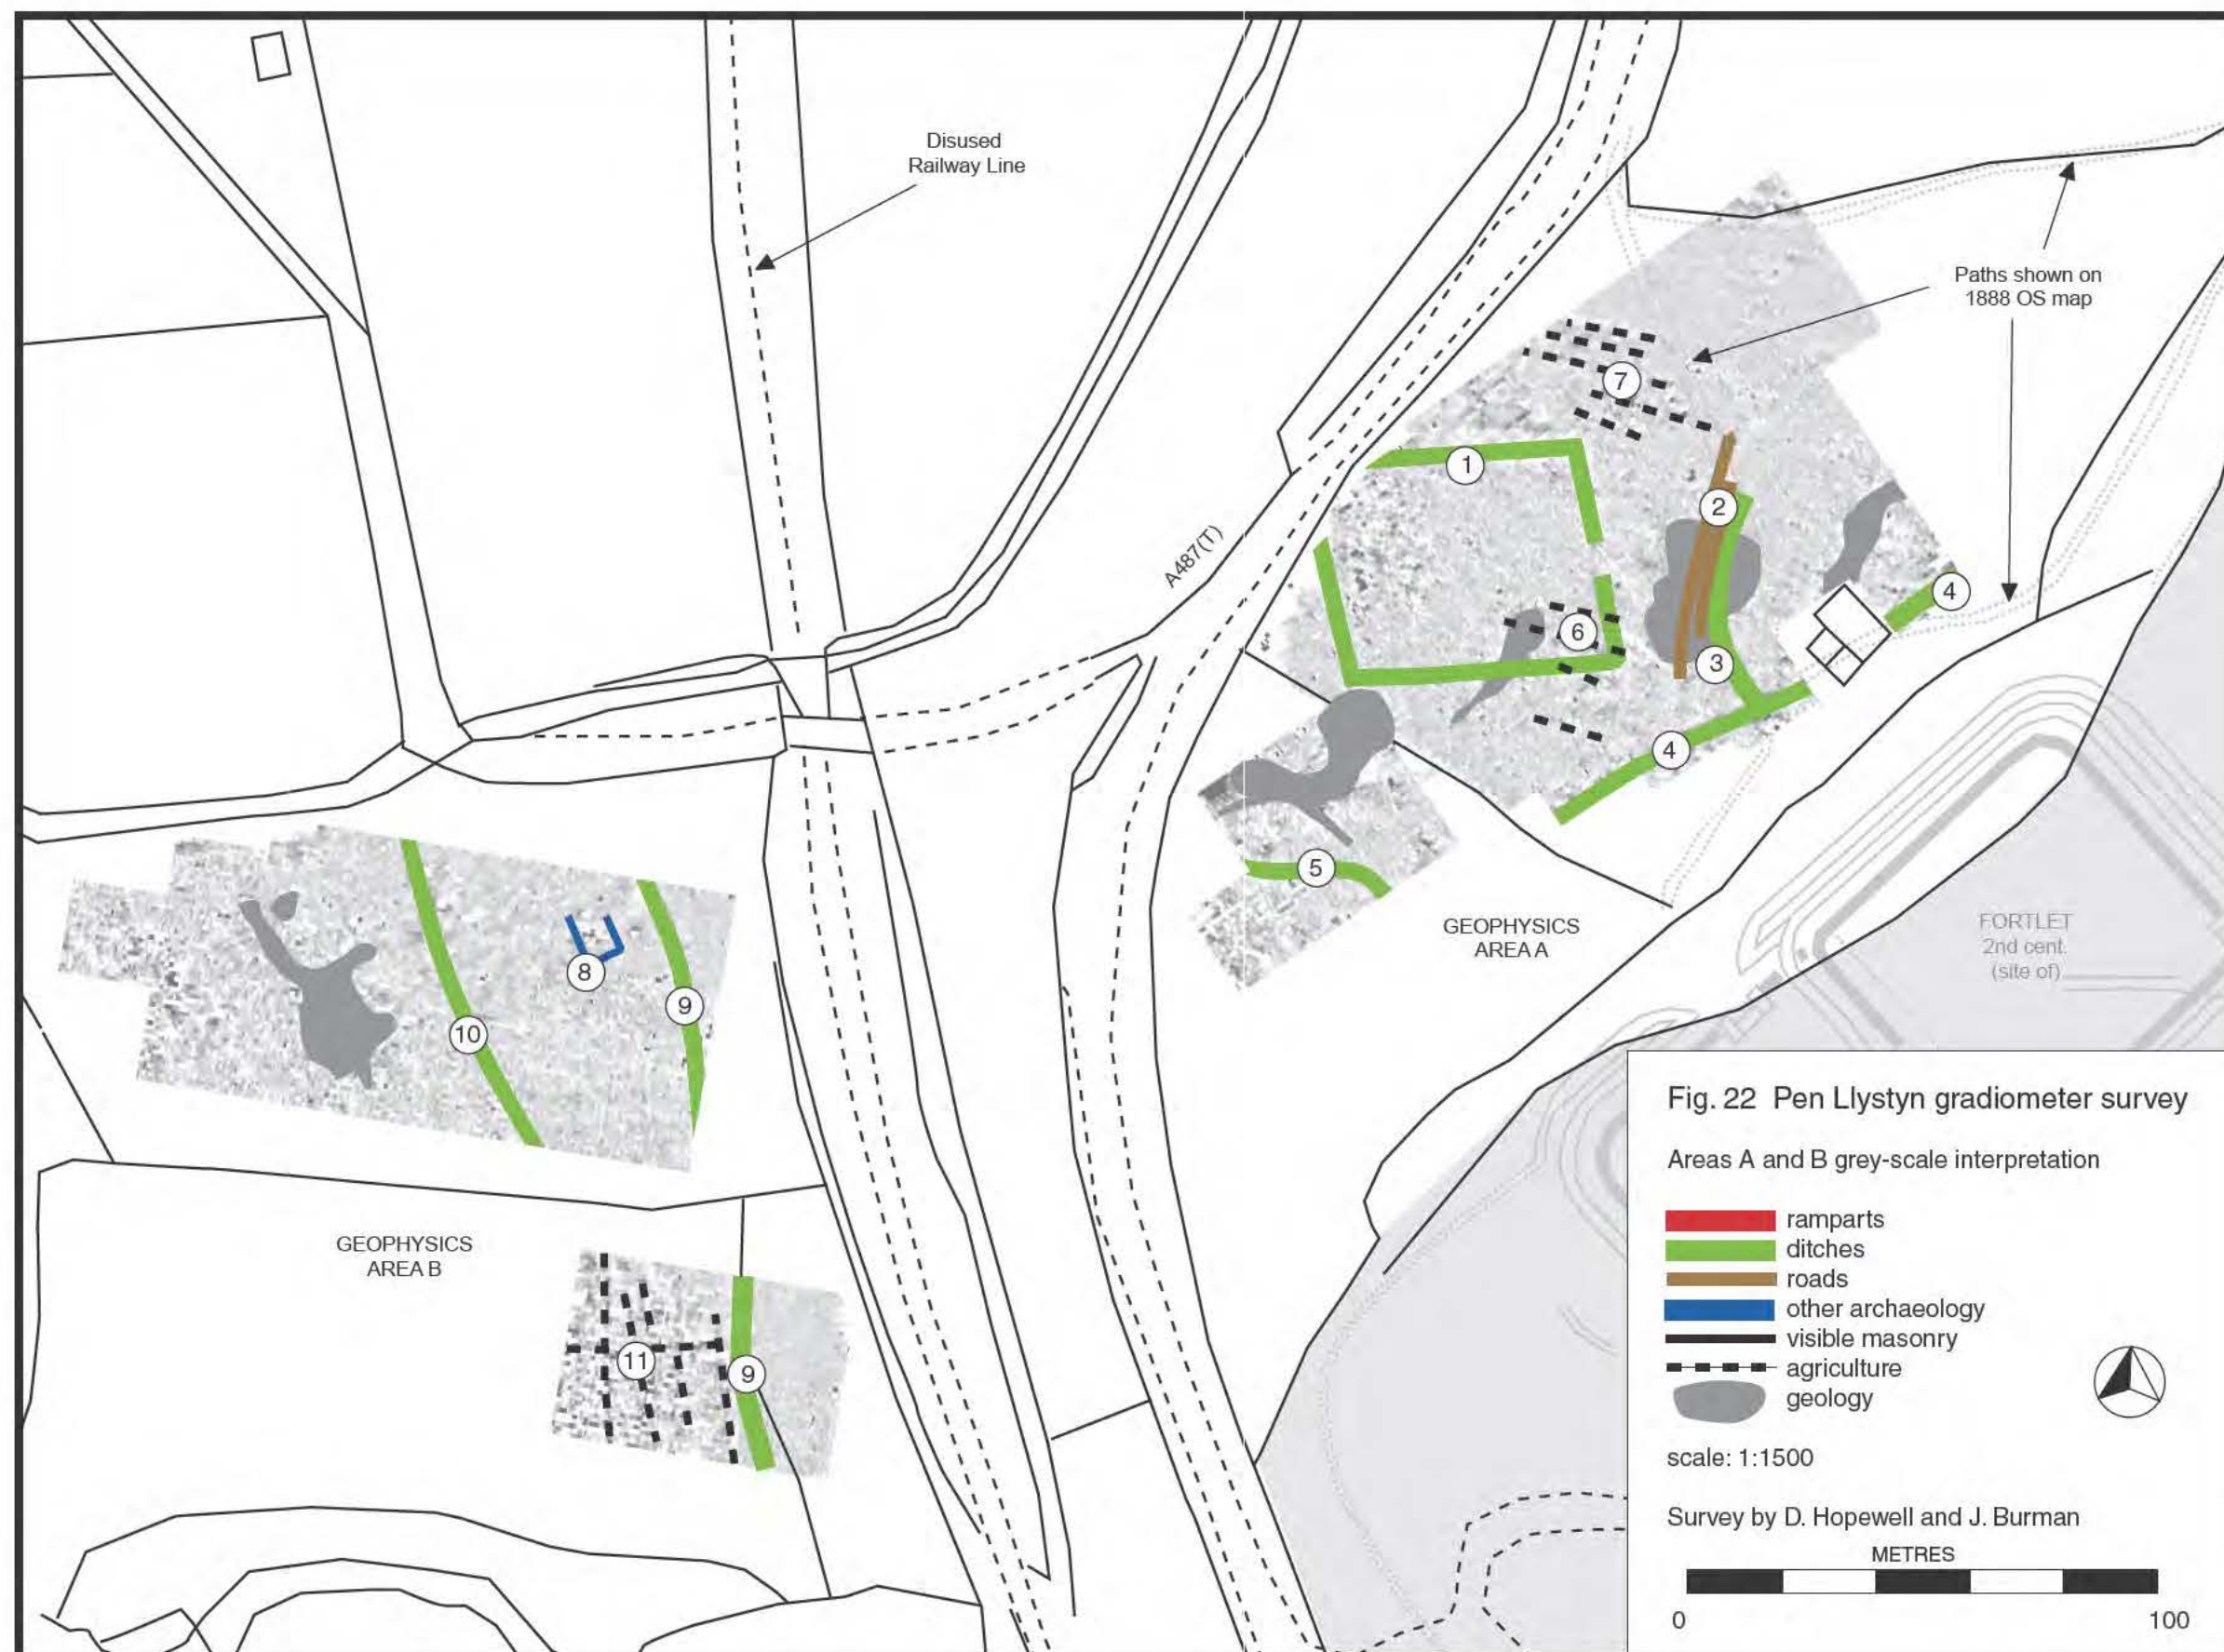 Disused
Railway Line
Paths shown on
1888 OS map
A487(T)
7
1
2
4
6
3
4
5
GEOPHYSICS
AREA A
FORTLET
2nd cent.
(site of)
8
9
10
GEOPHYSICS
AREA B
11
9
Fig. 22 Pen Llystyn gradiometer survey
Areas A and B grey-scale interpretation
ramparts
ditches
roads
other archaeology
visible masonry
agriculture
geology
scale: 1:1500
Survey by D. Hopewell and J. Burman
METRES
0 100